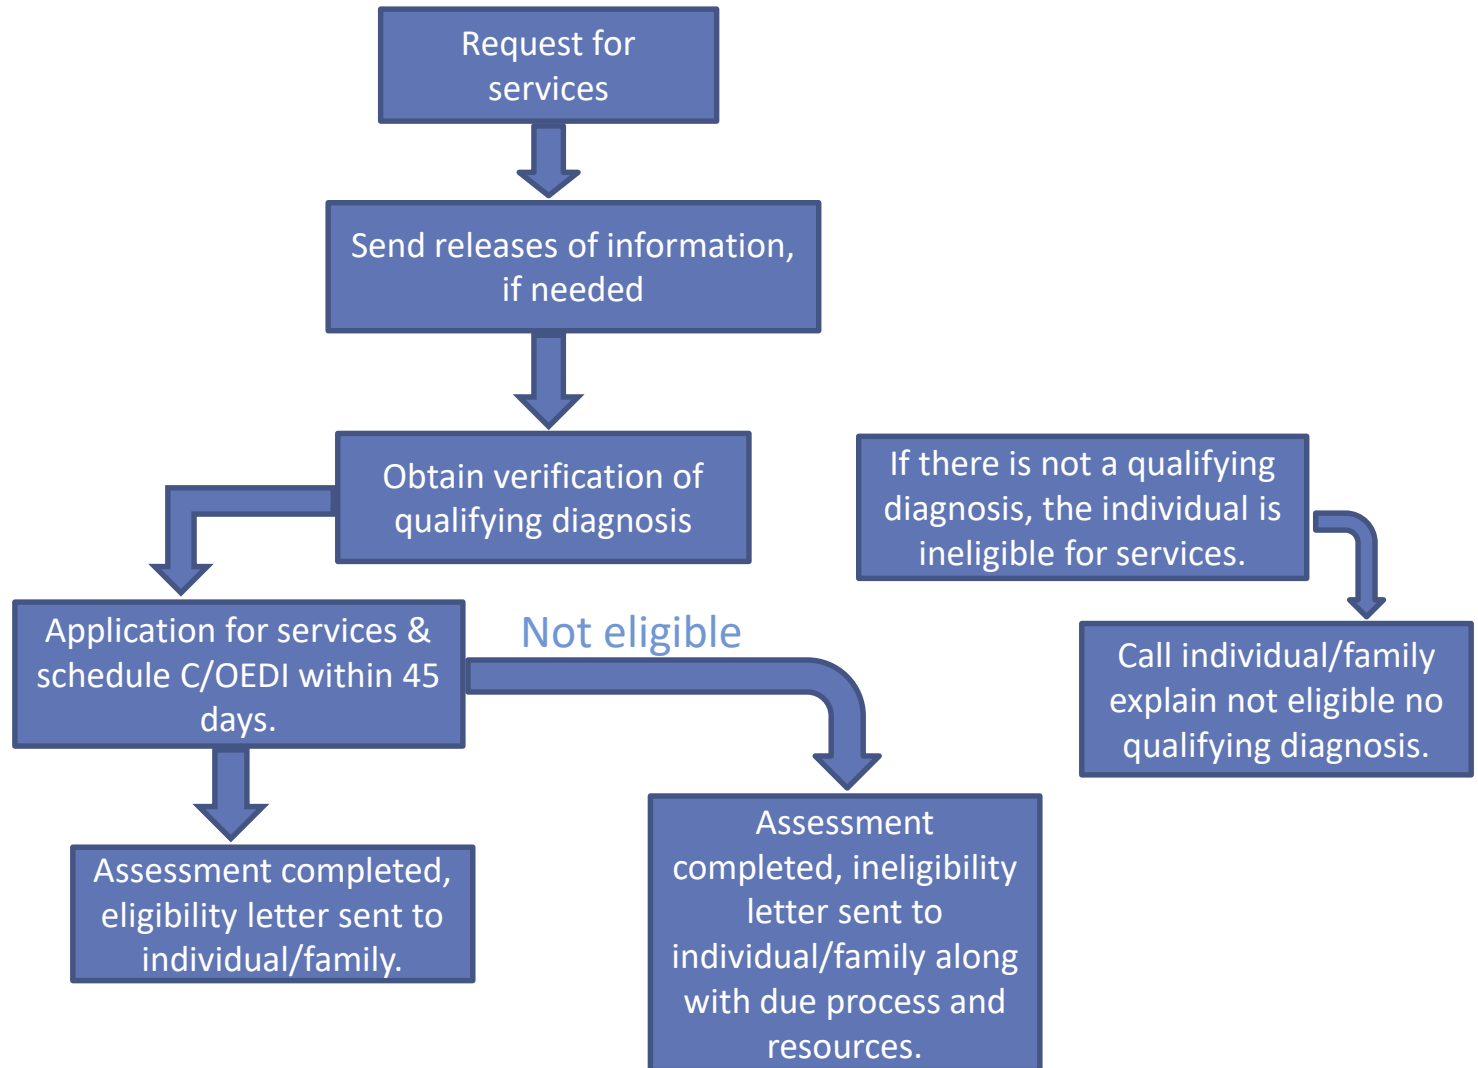 Request for
services
Send releases of information,
if needed
Obtain verification of
qualifying diagnosis
If there is not a qualifying
diagnosis, the individual is
ineligible for services.
Application for services &
schedule C/OEDI within 45
days.
Not eligible
Call individual/family
explain not eligible no
qualifying diagnosis.
Assessment completed,
eligibility letter sent to
individual/family.
Assessment
completed, ineligibility
letter sent to
individual/family along
with due process and
resources.